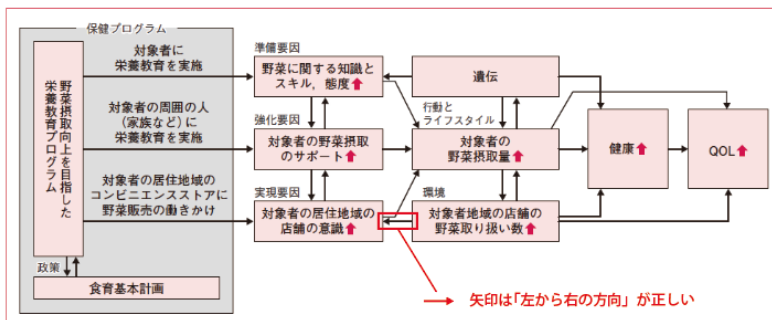 保健プログラム
野菜摂取向上を目指した
栄養教育プログラム
政策
食育基本計画
対象者に
栄養教育を実施
対象者の周囲の人
(家族など)に
栄養教育を実施
対象者の居住地域の
コンビニエンスストアに
野菜販売の働きかけ
準備要因
野菜に関する知識と
スキル，態度
強化要因
対象者の野菜摂取
のサポート
実現要因
対象者の居住地域の
店舗の意識
遺伝
行動と
ライフスタイル
対象者の
野菜摂取量
環境
対象者地域の店舗の
野菜取り扱い数
健康
QOL
矢印は「左から右の方向」が正しい